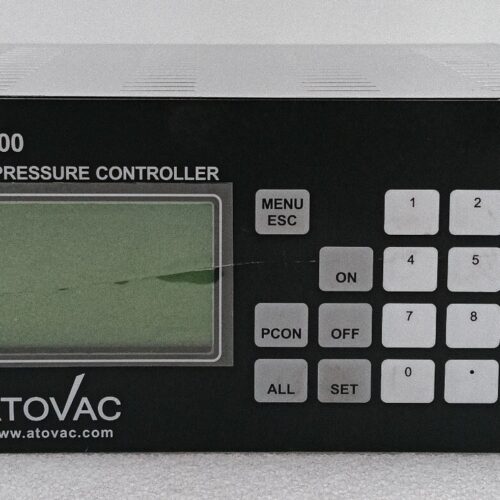 00
PRESSURE CONTROLLER
MENU
ESC
1
2
4
5
ON
7
8
PCON
OFF
0
.
ALL
SET
ATOVAC
www.atovac.com